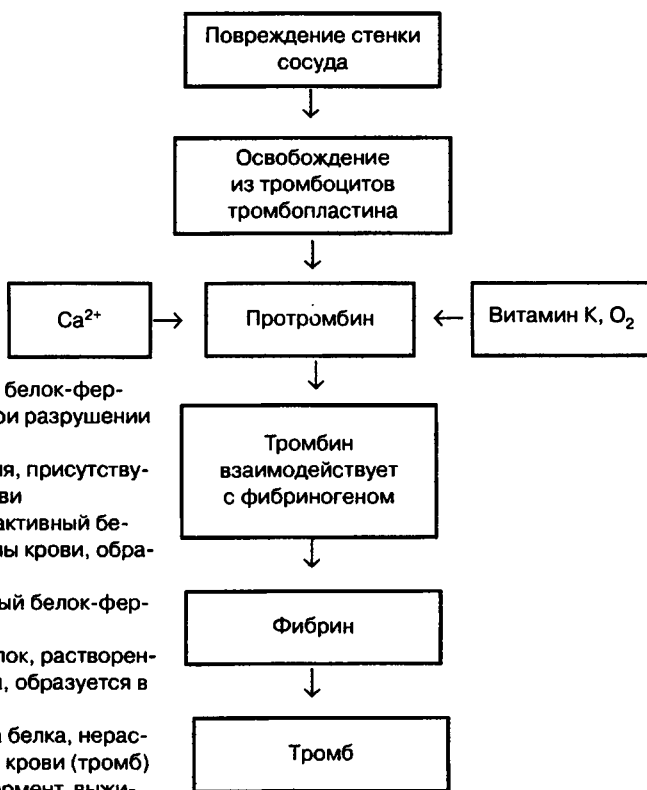 Повреждение стенки
сосуда
Освобождение
из тромбоцитов
тромбопластина
Ca²⁺
Протромбин
Витамин K, O₂
белок-фер-
ри разрушении
ия, присутству-
ви
активный бе-
ы крови, обра-
ый белок-фер-
лок, растворен-
, образуется в
а белка, нерас-
крови (тромб)
Тромбин
взаимодействует
с фибриногеном
Фибрин
Тромб